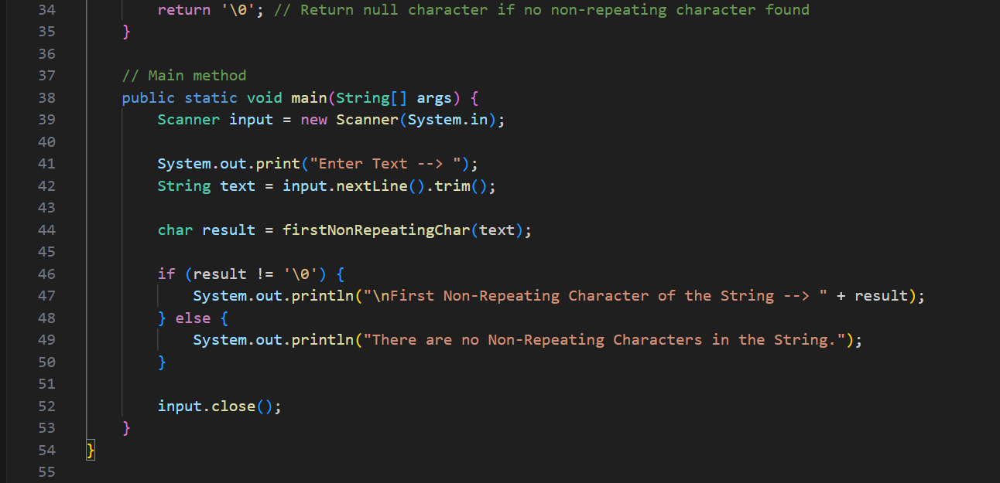 34 return '\0'; // Return null character if no non-repeating character found
35 }
36
37 // Main method
38 public static void main(String[] args) {
39 Scanner input = new Scanner(System.in);
40
41 System.out.print("Enter Text --> ");
42 String text = input.nextLine().trim();
43
44 char result = firstNonRepeatingChar(text);
45
46 if (result != '\0') {
47 System.out.println("\nFirst Non-Repeating Character of the String --> " + result);
48 } else {
49 System.out.println("There are no Non-Repeating Characters in the String.");
50 }
51
52 input.close();
53 }
54 }
55